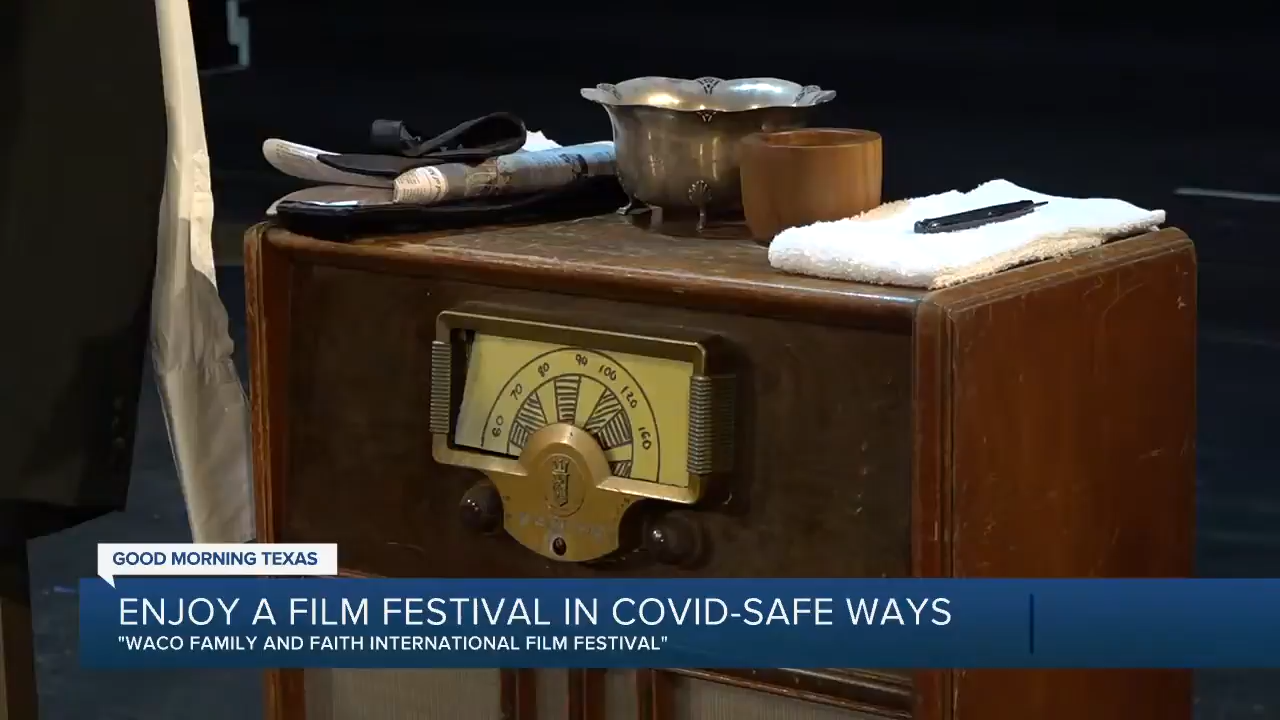 60
70
80
90
100
120
160
GOOD MORNING TEXAS
ENJOY A FILM FESTIVAL IN COVID-SAFE WAYS
"WACO FAMILY AND FAITH INTERNATIONAL FILM FESTIVAL"